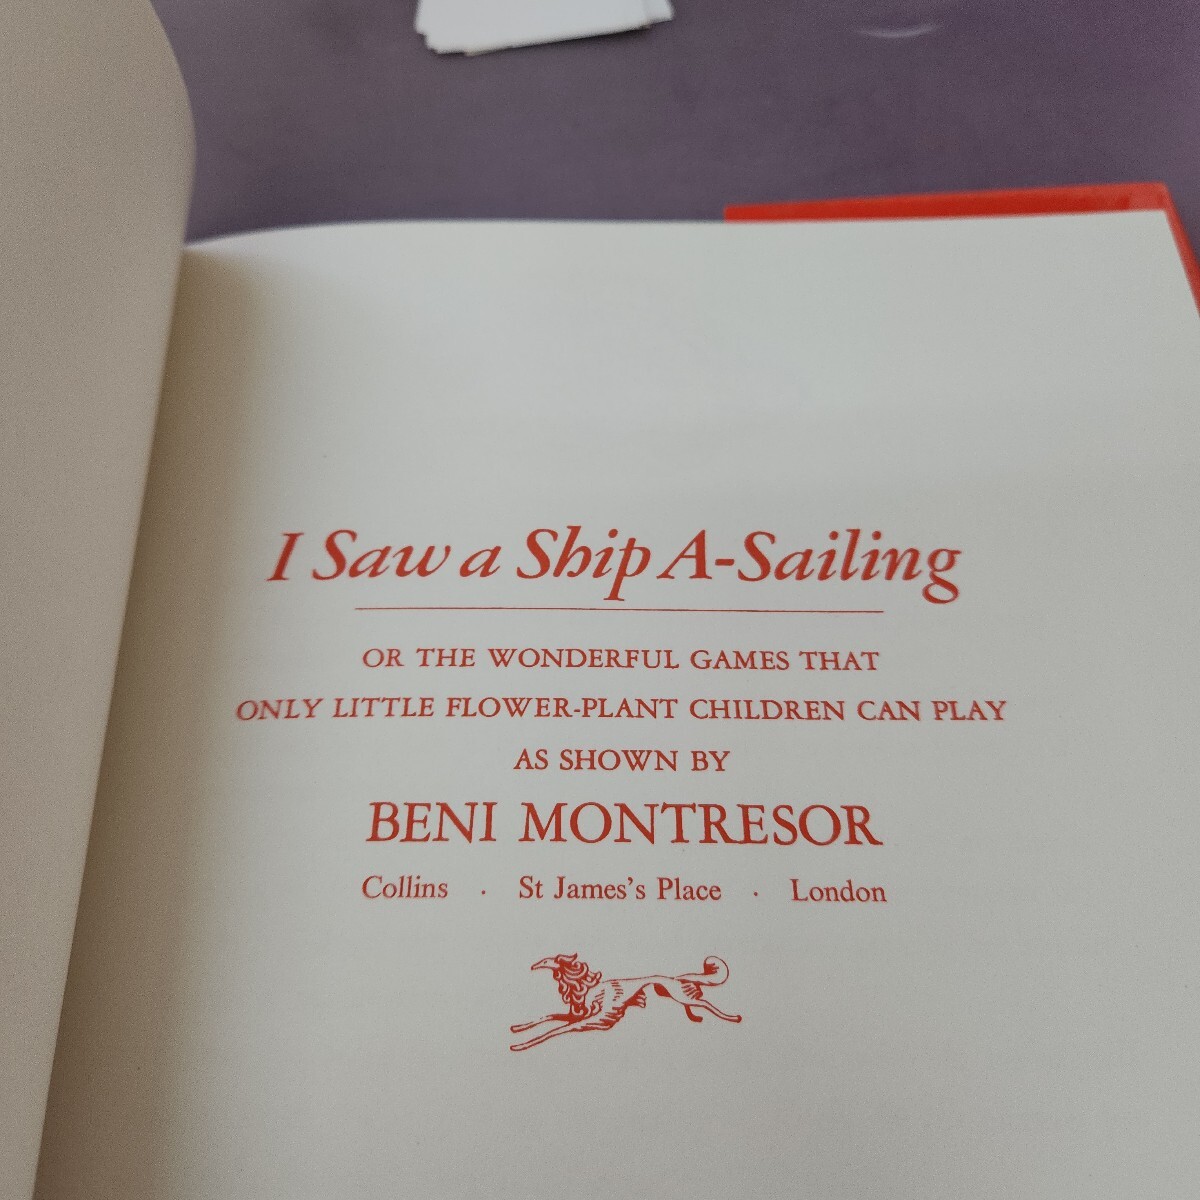 I Saw a Ship A-Sailing
OR THE WONDERFUL GAMES THAT
ONLY LITTLE FLOWER-PLANT CHILDREN CAN PLAY
AS SHOWN BY
BENI MONTRESOR
Collins · St James's Place · London